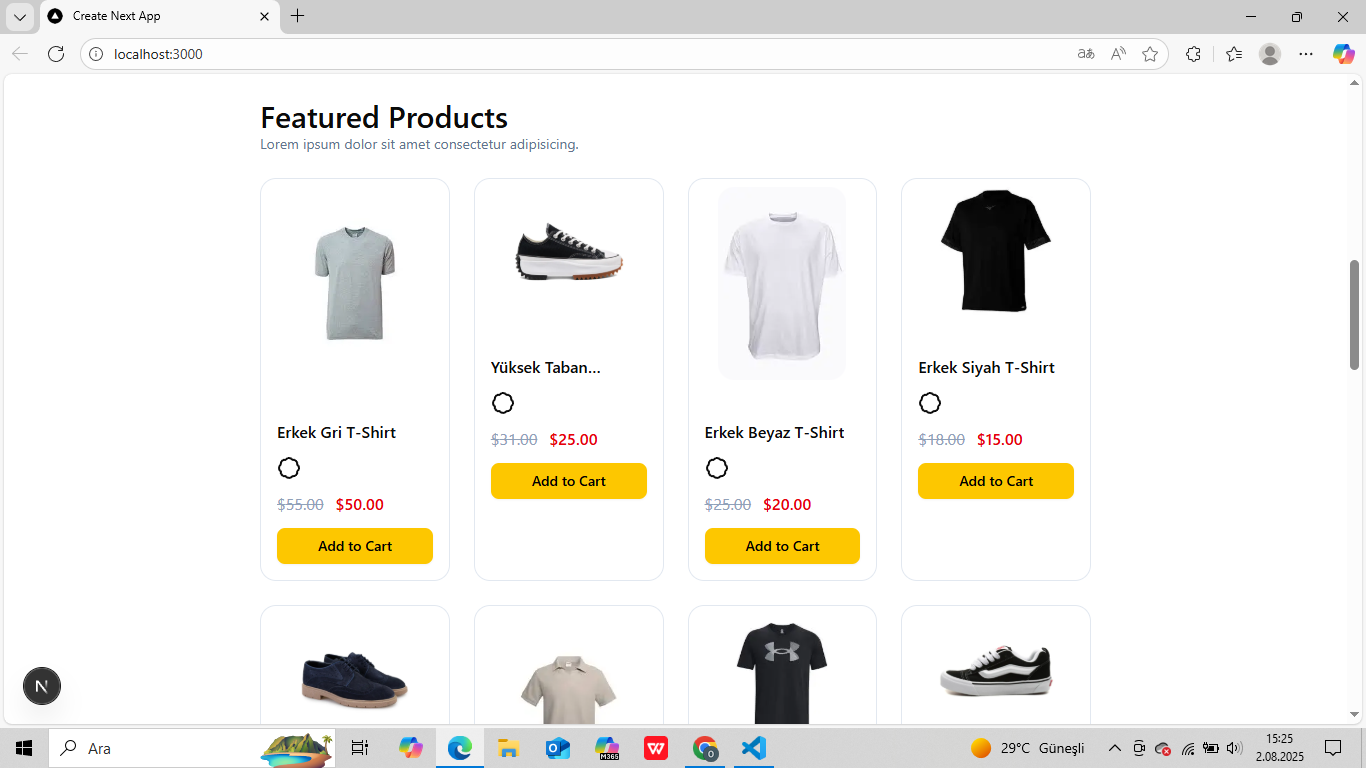 Create Next App
localhost:3000
Featured Products
Lorem ipsum dolor sit amet consectetur adipisicing.
Erkek Gri T-Shirt
$55.00 $50.00
Add to Cart
Yüksek Taban...
$31.00 $25.00
Add to Cart
Erkek Beyaz T-Shirt
$25.00 $20.00
Add to Cart
Erkek Siyah T-Shirt
$18.00 $15.00
Add to Cart
N
Ara
M365
29°C Güneşli
15:25
2.08.2025